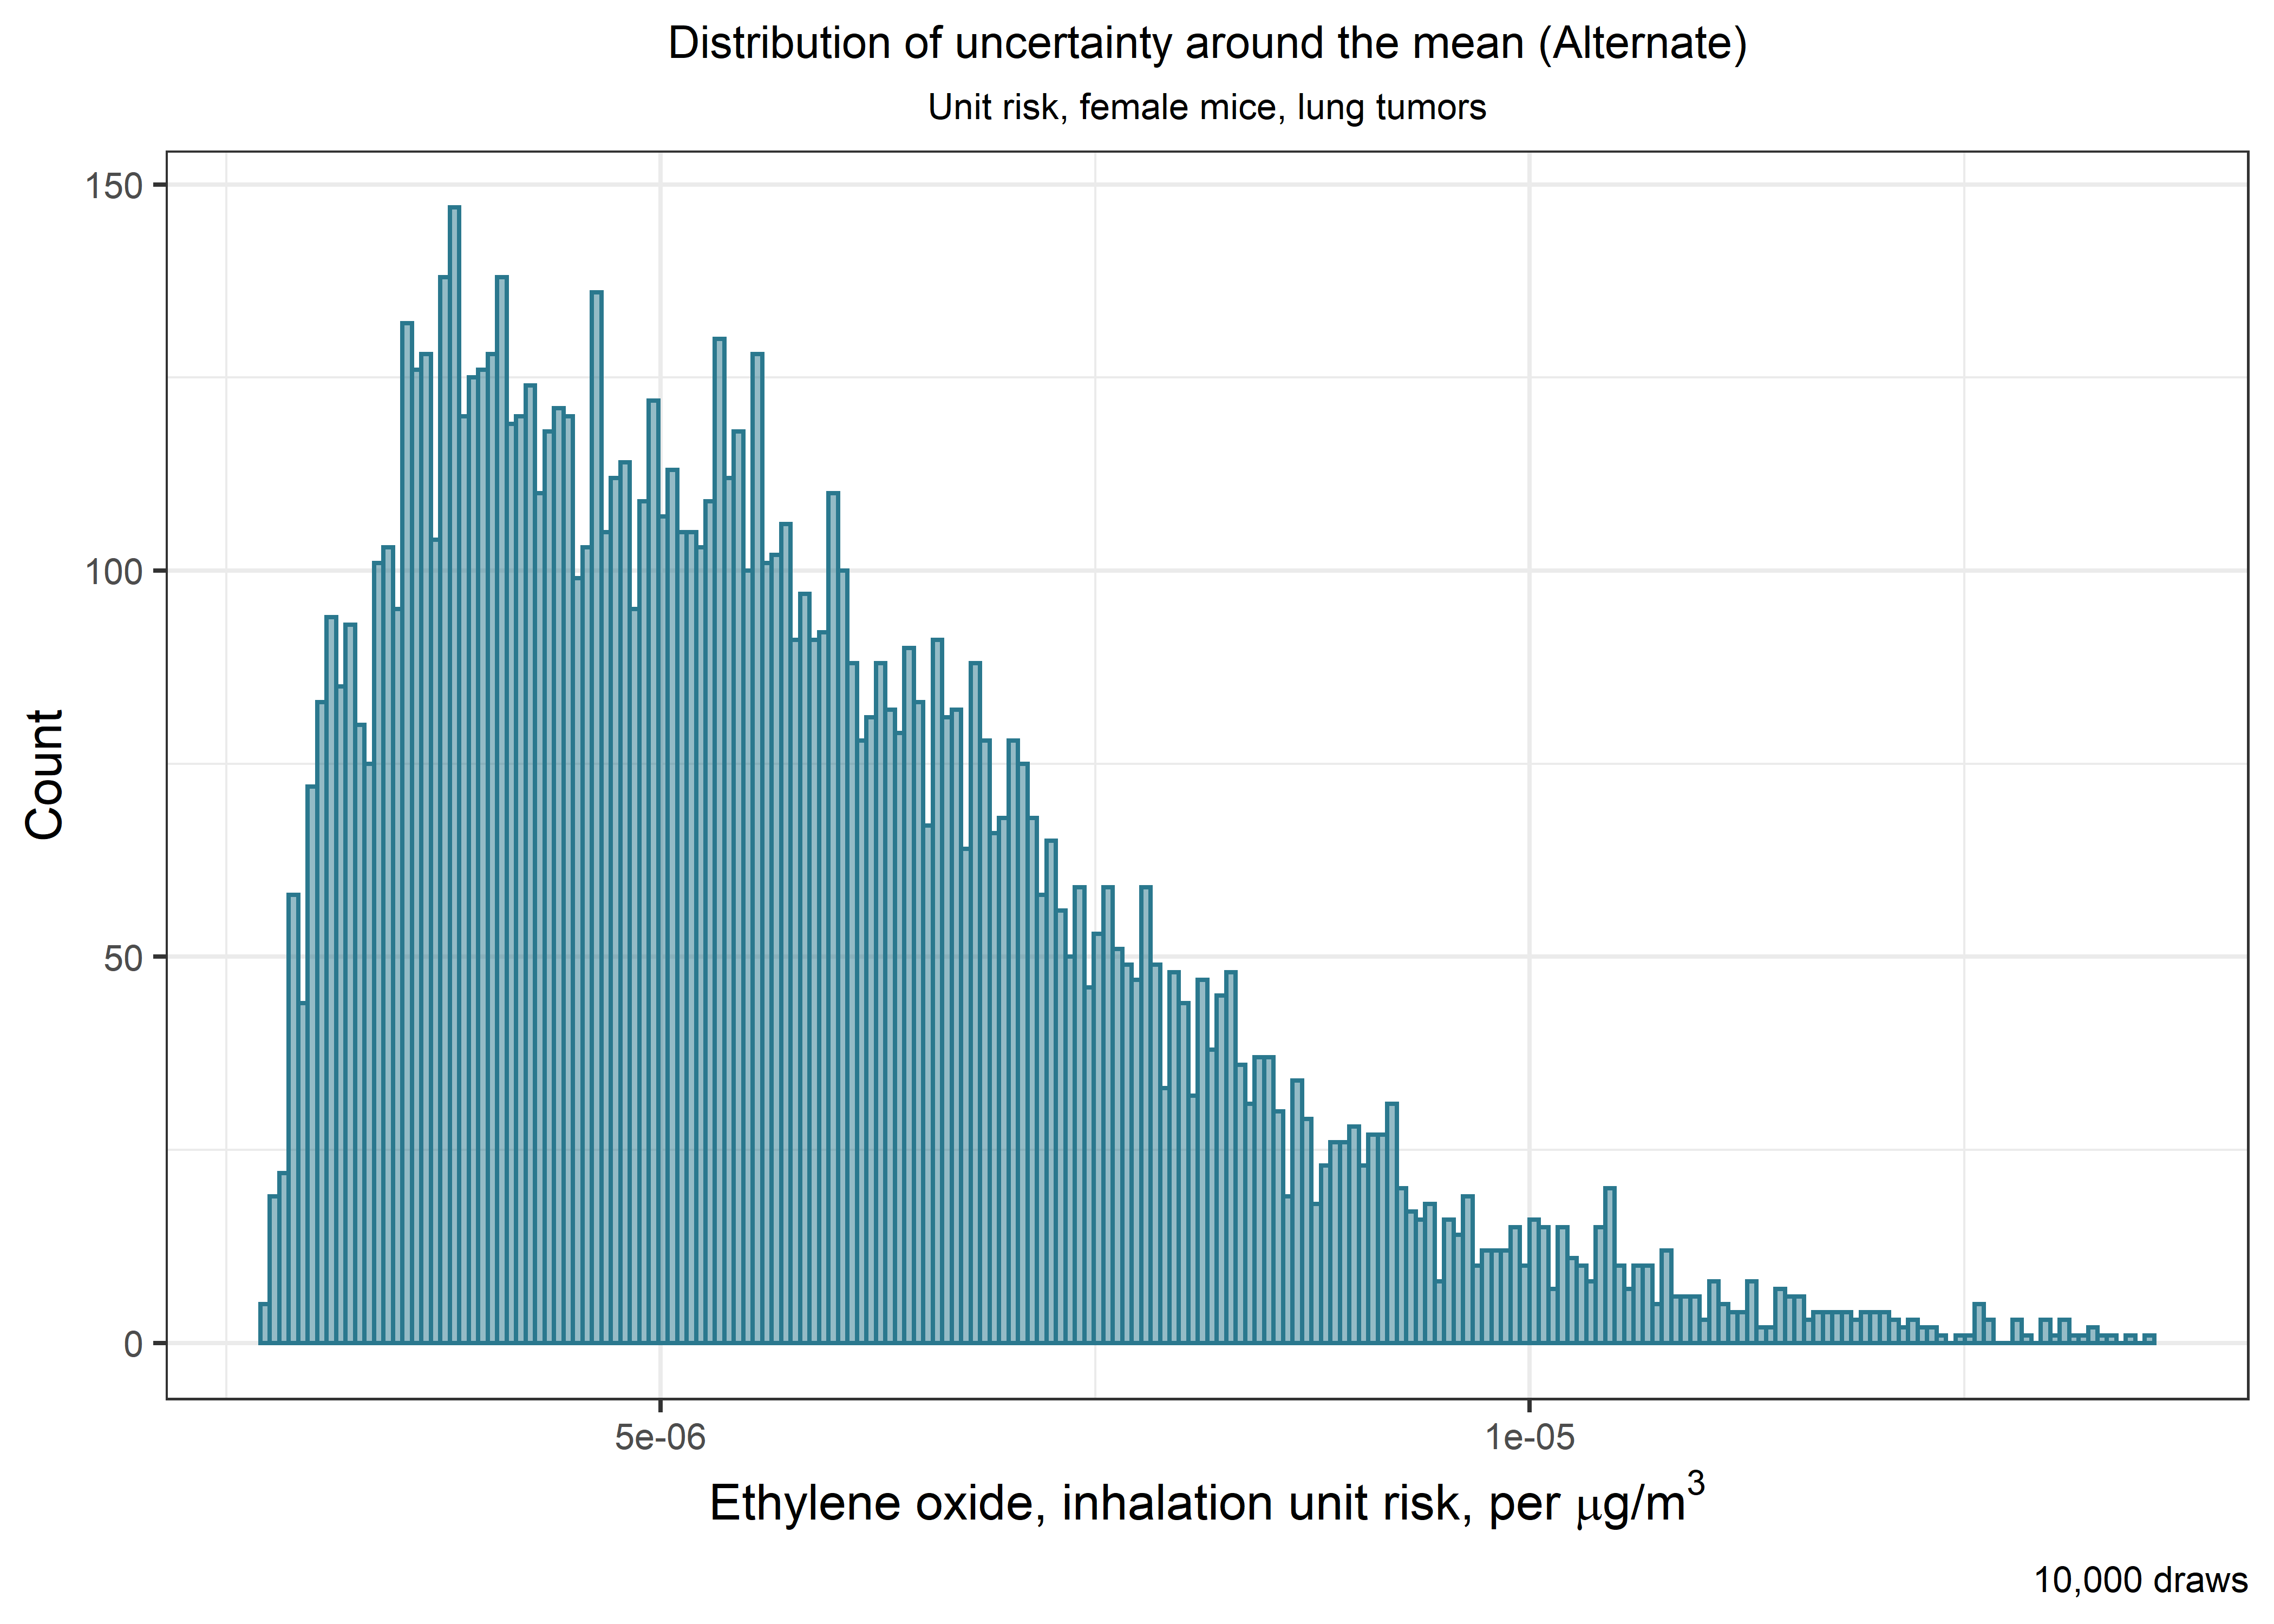 Distribution of uncertainty around the mean (Alternate)
Unit risk, female mice, lung tumors
150
100
50
0
Count
5e-06
1e-05
Ethylene oxide, inhalation unit risk, per μg/m³
10,000 draws